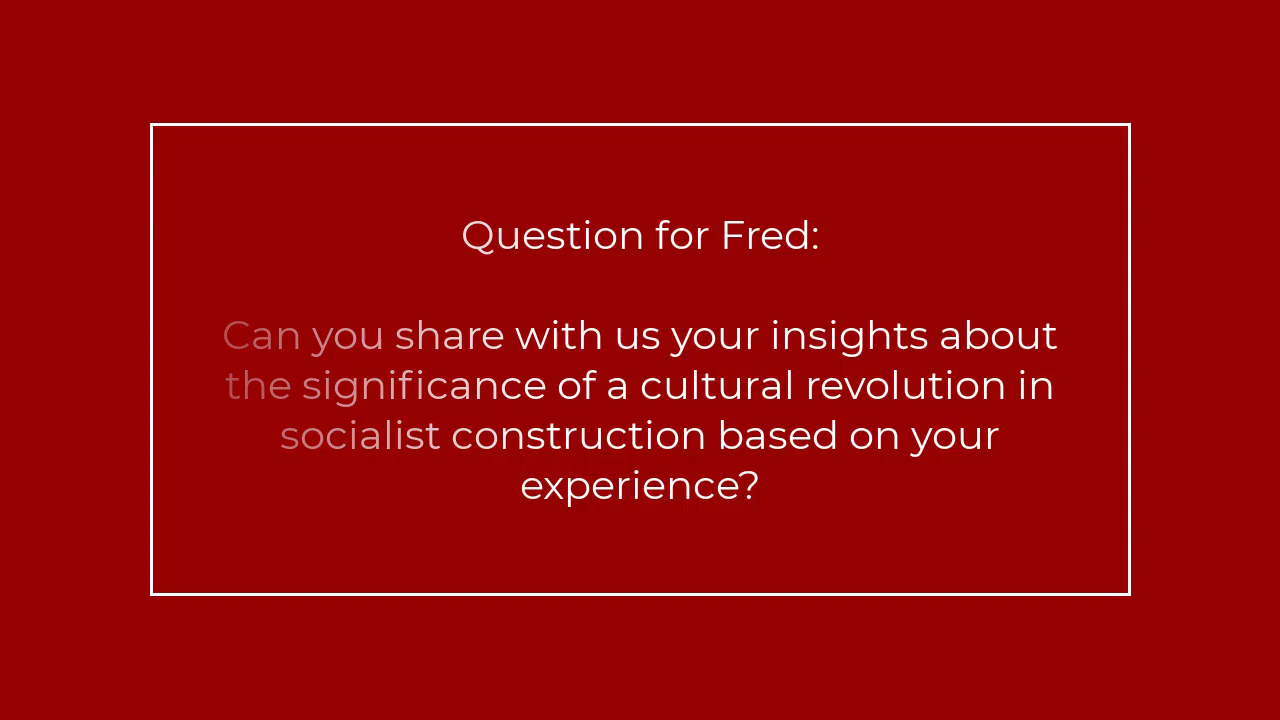 Question for Fred:
Can you share with us your insights about
the significance of a cultural revolution in
socialist construction based on your
experience?